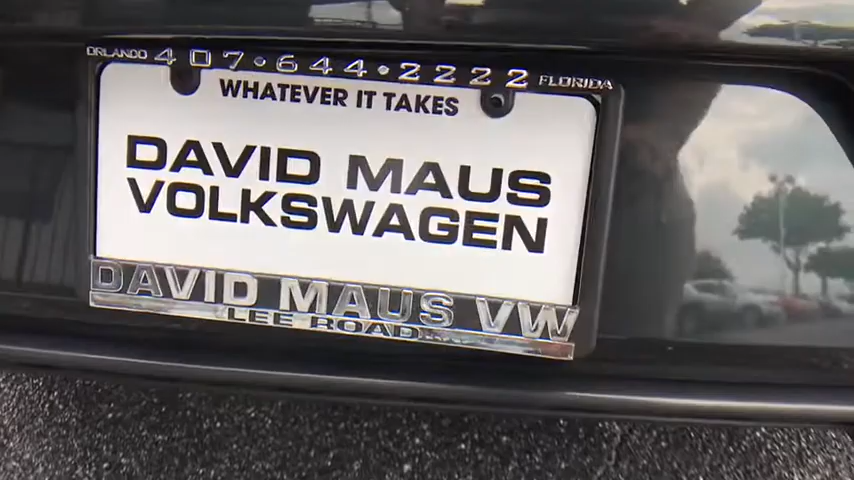 ORLANDO 407•644•2222 FLORIDA
WHATEVER IT TAKES
DAVID MAUS
VOLKSWAGEN
DAVID MAUS VW
LEE ROAD